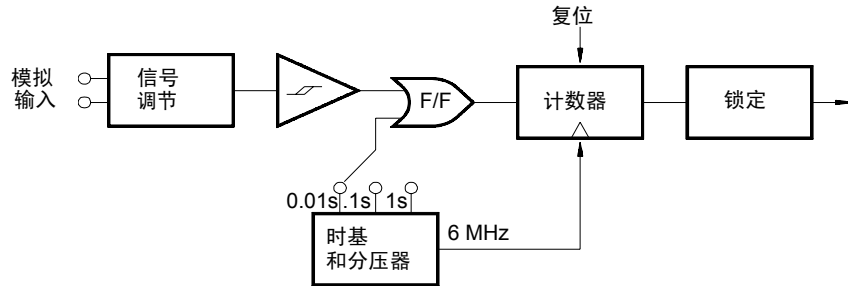 复位
模拟
输入
信号
调节
F/F
计数器
锁定
0.01s .1s 1s
时基
和分压器
6 MHz